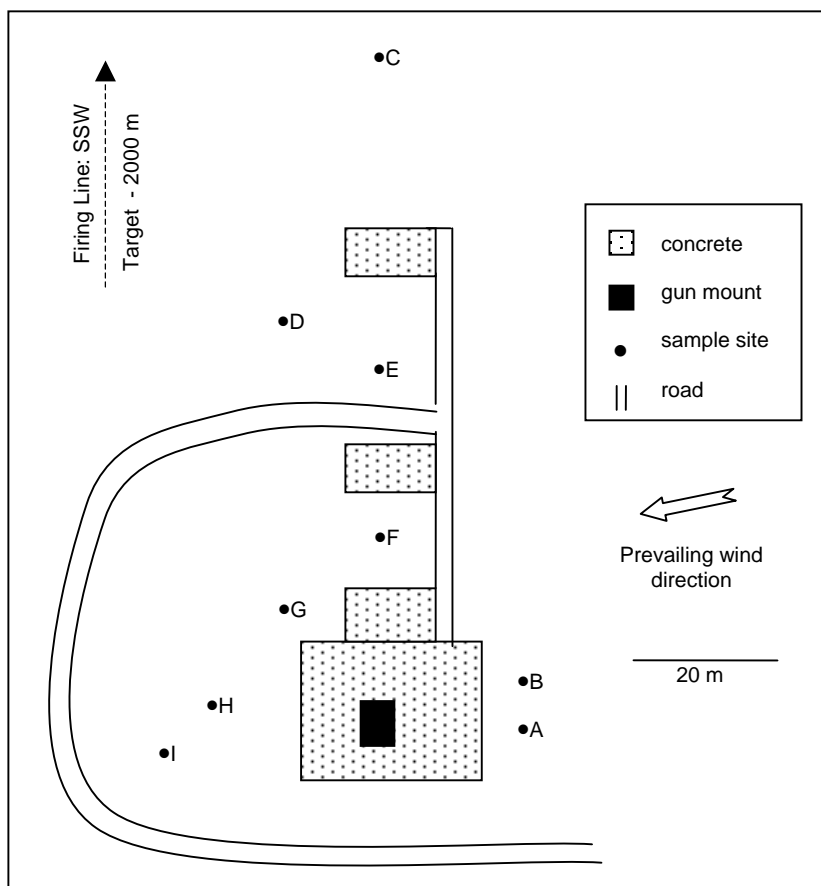 C
Firing Line: SSW
Target - 2000 m
concrete
gun mount
sample site
road
D
E
Prevailing wind
direction
F
G
20 m
B
H
A
I